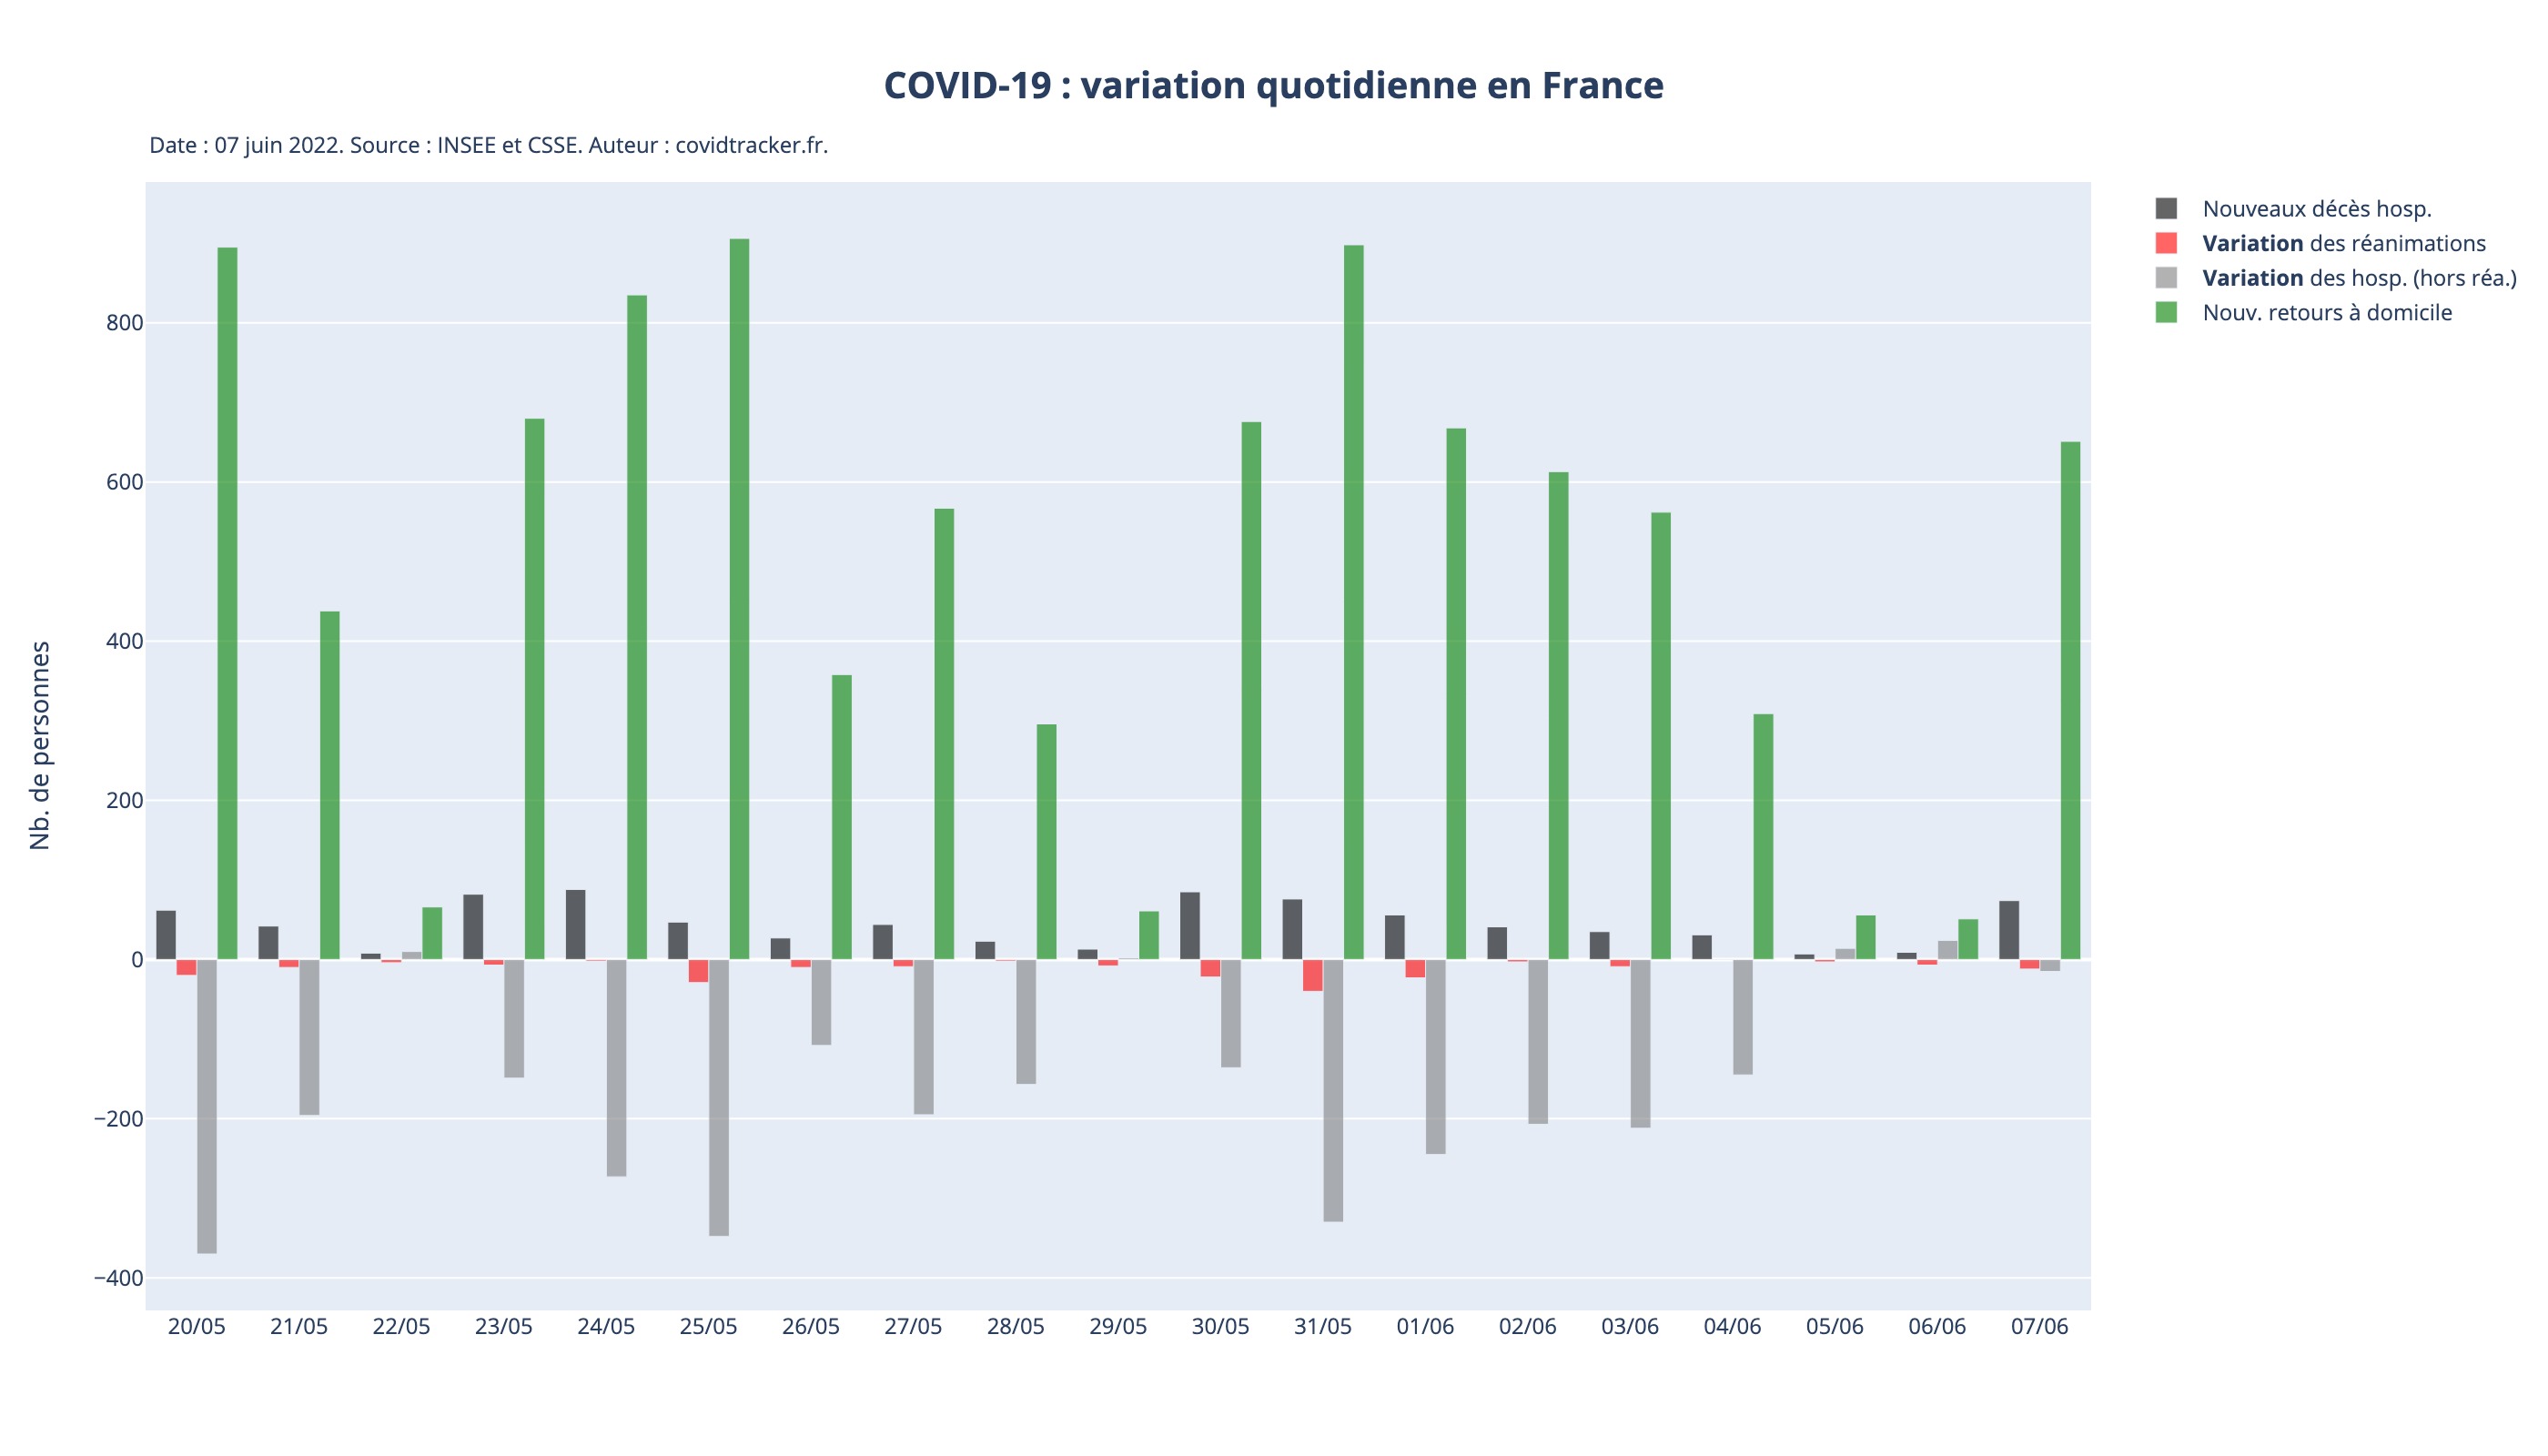 COVID-19 : variation quotidienne en France
Date : 07 juin 2022. Source : INSEE et CSSE. Auteur : covidtracker.fr.
Nouveaux décès hosp.
Variation des réanimations
Variation des hosp. (hors réa.)
Nouv. retours à domicile
Nb. de personnes
800
600
400
200
0
−200
−400
20/05 21/05 22/05 23/05 24/05 25/05 26/05 27/05 28/05 29/05 30/05 31/05 01/06 02/06 03/06 04/06 05/06 06/06 07/06